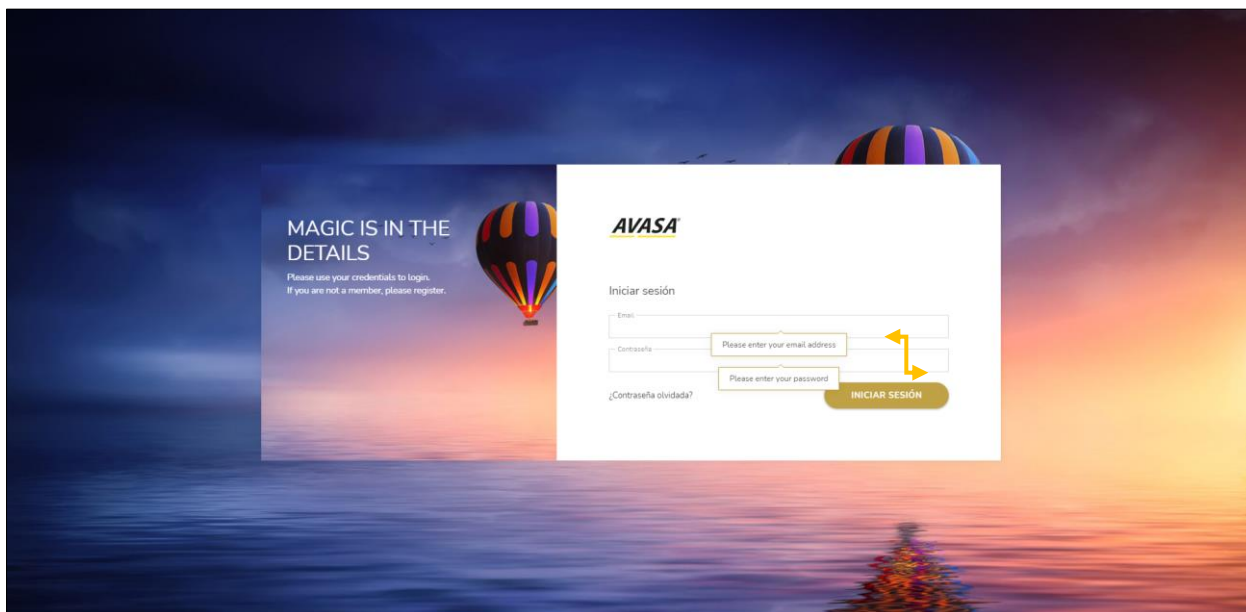 MAGIC IS IN THE
DETAILS
Please use your credentials to login.
If you are not a member, please register.
AVASA®
Iniciar sesión
Email
Please enter your email address
Contraseña
Please enter your password
¿Contraseña olvidada?
INICIAR SESIÓN